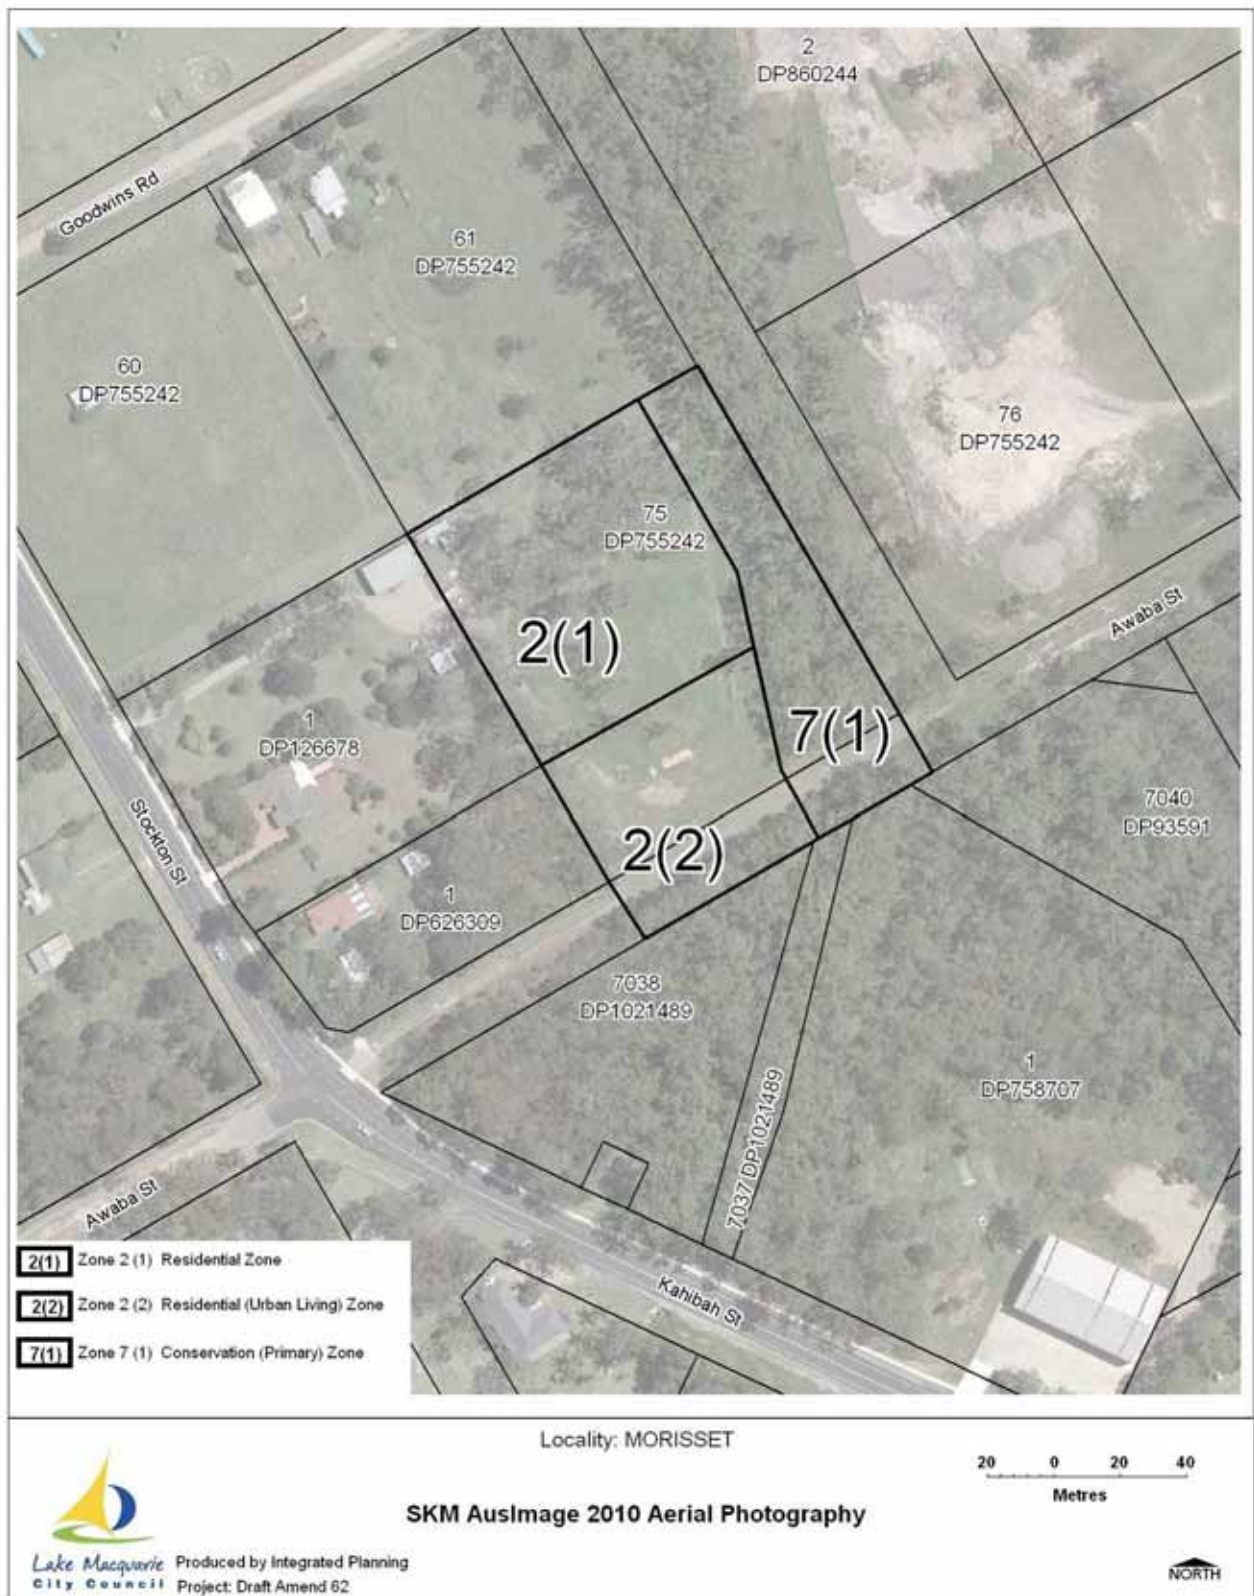 2
DP860244
Goodwins Rd
61
DP755242
60
DP755242
76
DP755242
75
DP755242
Awaba St
2(1)
7(1)
1
DP126678
7040
DP93591
Stockton St
2(2)
1
DP626309
7038
DP1021489
1
DP758707
7037 DP1021489
Awaba St
Kahibah St
2(1) Zone 2 (1) Residential Zone
2(2) Zone 2 (2) Residential (Urban Living) Zone
7(1) Zone 7 (1) Conservation (Primary) Zone
Locality: MORISSET
20 0 20 40
Metres
SKM AusImage 2010 Aerial Photography
Lake Macquarie
City Council
Produced by Integrated Planning
Project: Draft Amend 62
NORTH